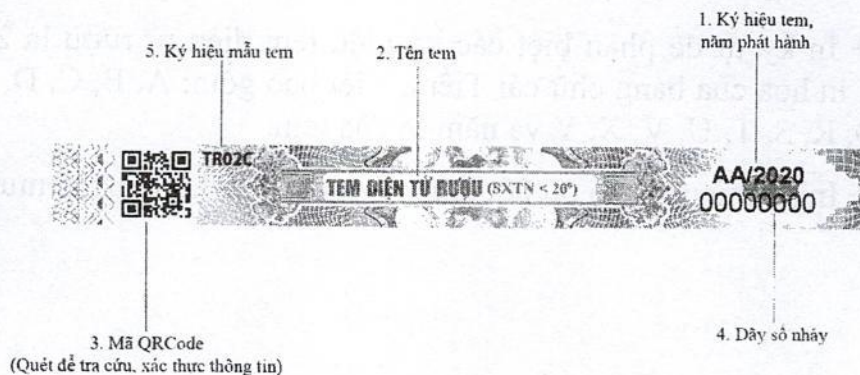 1. Ký hiệu tem,
năm phát hành
5. Ký hiệu mẫu tem
2. Tên tem
TR02C
TEM ĐIỆN TỬ RƯỢU (SXTN < 20º)
AA/2020
00000000
3. Mã QRCode
(Quét để tra cứu, xác thực thông tin)
4. Dãy số nhảy